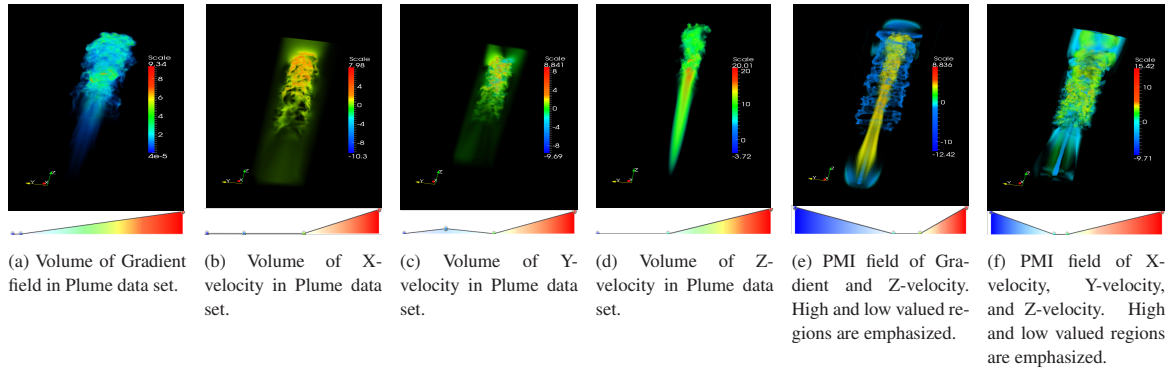 Scale
9.34
8
6
4
2
4e-5
Scale
7.98
4
0
-4
-8
-10.3
Scale
8.841
8
4
0
-4
-8
-9.69
Scale
20.01
20
10
0
-3.72
Scale
8.836
0
-10
-12.42
Scale
15.42
10
0
-9.71
(a) Volume of Gradient
field in Plume data set.
(b) Volume of X-
velocity in Plume data
set.
(c) Volume of Y-
velocity in Plume data
set.
(d) Volume of Z-
velocity in Plume data
set.
(e) PMI field of Gra-
dient and Z-velocity.
High and low valued re-
gions are emphasized.
(f) PMI field of X-
velocity, Y-velocity,
and Z-velocity. High
and low valued regions
are emphasized.